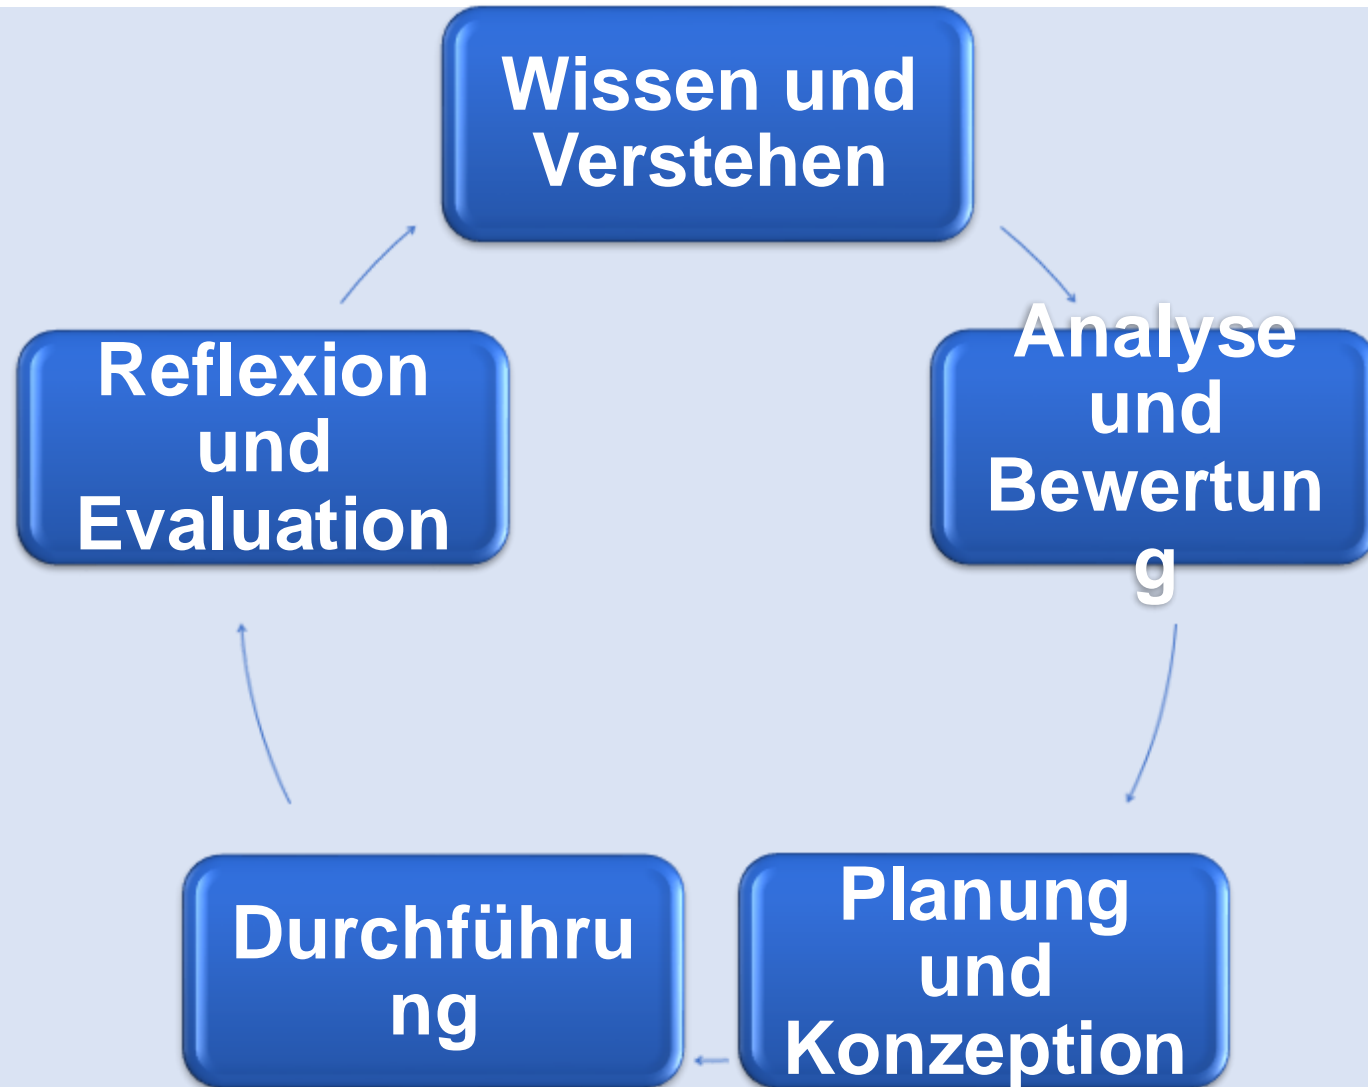 Wissen und
Verstehen
Analyse
und
Bewertun
g
Planung
und
Konzeption
Durchführu
ng
Reflexion
und
Evaluation